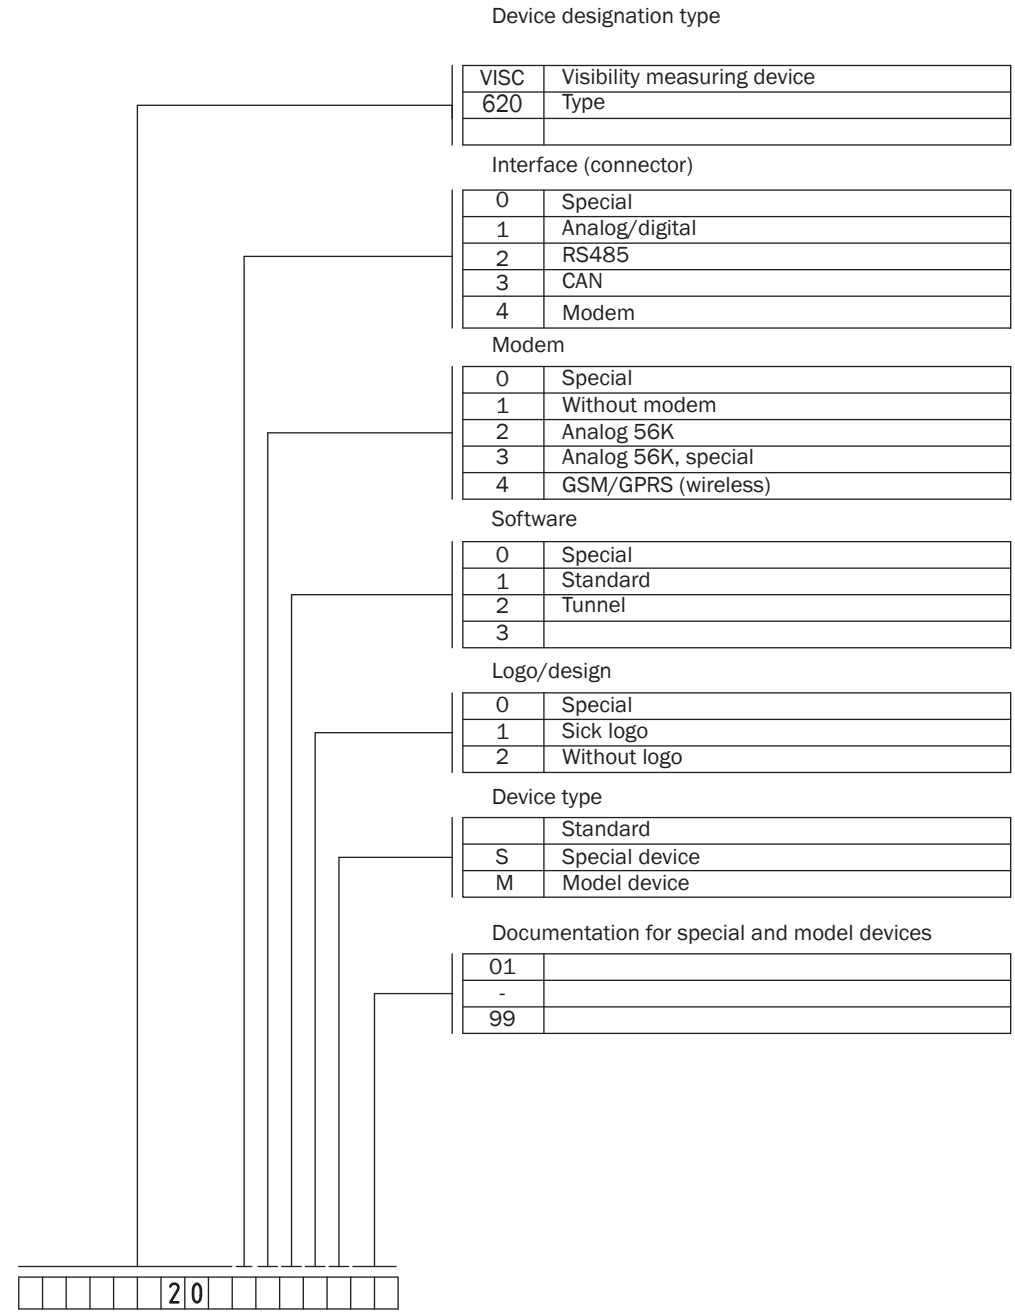 Device designation type
VISC Visibility measuring device
620 Type
Interface (connector)
0 Special
1 Analog/digital
2 RS485
3 CAN
4 Modem
Modem
0 Special
1 Without modem
2 Analog 56K
3 Analog 56K, special
4 GSM/GPRS (wireless)
Software
0 Special
1 Standard
2 Tunnel
3
Logo/design
0 Special
1 Sick logo
2 Without logo
Device type
Standard
S Special device
M Model device
Documentation for special and model devices
01
-
99
2 0